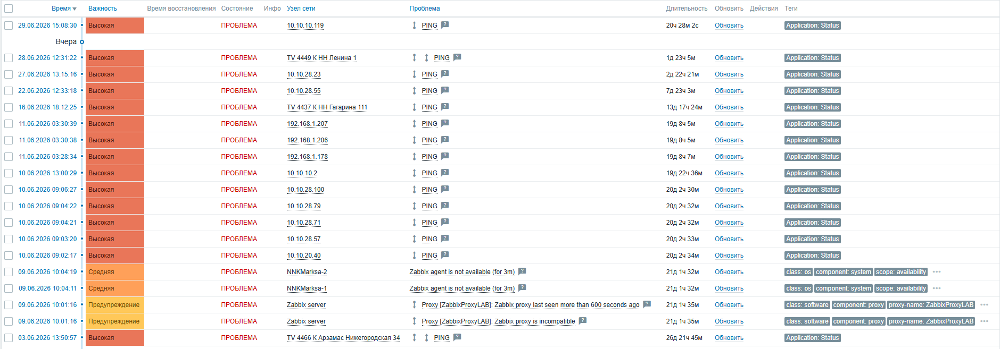 Время Важность Время восстановления Состояние Инфо Узел сети Проблема Длительность Обновить Действия Теги
29.06.2026 15:08:30 Высокая ПРОБЛЕМА 10.10.10.119 PING ? 20ч 28м 2с Обновить Application: Status
Вчера
28.06.2026 12:31:22 Высокая ПРОБЛЕМА TV 4449 К НН Ленина 1 PING ? 1д 23ч 5м Обновить Application: Status
27.06.2026 13:15:16 Высокая ПРОБЛЕМА 10.10.28.23 PING ? 2д 22ч 21м Обновить Application: Status
22.06.2026 12:33:18 Высокая ПРОБЛЕМА 10.10.28.55 PING ? 7д 23ч 3м Обновить Application: Status
16.06.2026 18:12:25 Высокая ПРОБЛЕМА TV 4437 К НН Гагарина 111 PING ? 13д 17ч 24м Обновить Application: Status
11.06.2026 03:30:39 Высокая ПРОБЛЕМА 192.168.1.207 PING ? 19д 8ч 5м Обновить Application: Status
11.06.2026 03:30:38 Высокая ПРОБЛЕМА 192.168.1.206 PING ? 19д 8ч 5м Обновить Application: Status
11.06.2026 03:28:34 Высокая ПРОБЛЕМА 192.168.1.178 PING ? 19д 8ч 7м Обновить Application: Status
10.06.2026 13:00:29 Высокая ПРОБЛЕМА 10.10.10.2 PING ? 19д 22ч 36м Обновить Application: Status
10.06.2026 09:06:27 Высокая ПРОБЛЕМА 10.10.28.100 PING ? 20д 2ч 30м Обновить Application: Status
10.06.2026 09:04:22 Высокая ПРОБЛЕМА 10.10.28.79 PING ? 20д 2ч 32м Обновить Application: Status
10.06.2026 09:04:21 Высокая ПРОБЛЕМА 10.10.28.71 PING ? 20д 2ч 32м Обновить Application: Status
10.06.2026 09:03:20 Высокая ПРОБЛЕМА 10.10.28.57 PING ? 20д 2ч 33м Обновить Application: Status
10.06.2026 09:02:17 Высокая ПРОБЛЕМА 10.10.20.40 PING ? 20д 2ч 34м Обновить Application: Status
09.06.2026 10:04:19 Средняя ПРОБЛЕМА NNKMarksa-2 Zabbix agent is not available (for 3m) ? 21д 1ч 32м Обновить class: os component: system scope: availability •••
09.06.2026 10:04:11 Средняя ПРОБЛЕМА NNKMarksa-1 Zabbix agent is not available (for 3m) ? 21д 1ч 32м Обновить class: os component: system scope: availability •••
09.06.2026 10:01:16 Предупреждение ПРОБЛЕМА Zabbix server Proxy [ZabbixProxyLAB]: Zabbix proxy last seen more than 600 seconds ago ? 21д 1ч 35м Обновить class: software component: proxy proxy-name: ZabbixProxyLAB •••
09.06.2026 10:01:16 Предупреждение ПРОБЛЕМА Zabbix server Proxy [ZabbixProxyLAB]: Zabbix proxy is incompatible ? 21д 1ч 35м Обновить class: software component: proxy proxy-name: ZabbixProxyLAB •••
03.06.2026 13:50:57 Высокая ПРОБЛЕМА TV 4466 К Арзамас Нижегородская 34 PING ? 26д 21ч 45м Обновить Application: Status